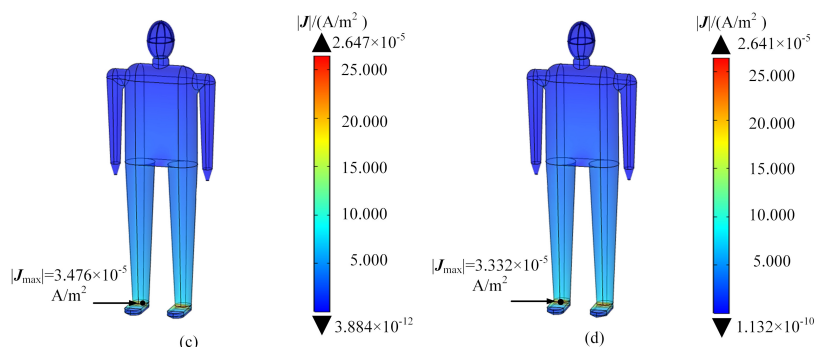 |J|/(A/m²)
2.647×10⁻⁵
25.000
20.000
15.000
10.000
5.000
3.884×10⁻¹²
|Jmax|=3.476×10⁻⁵
A/m²
(c)
|J|/(A/m²)
2.641×10⁻⁵
25.000
20.000
15.000
10.000
5.000
1.132×10⁻¹⁰
|Jmax|=3.332×10⁻⁵
A/m²
(d)